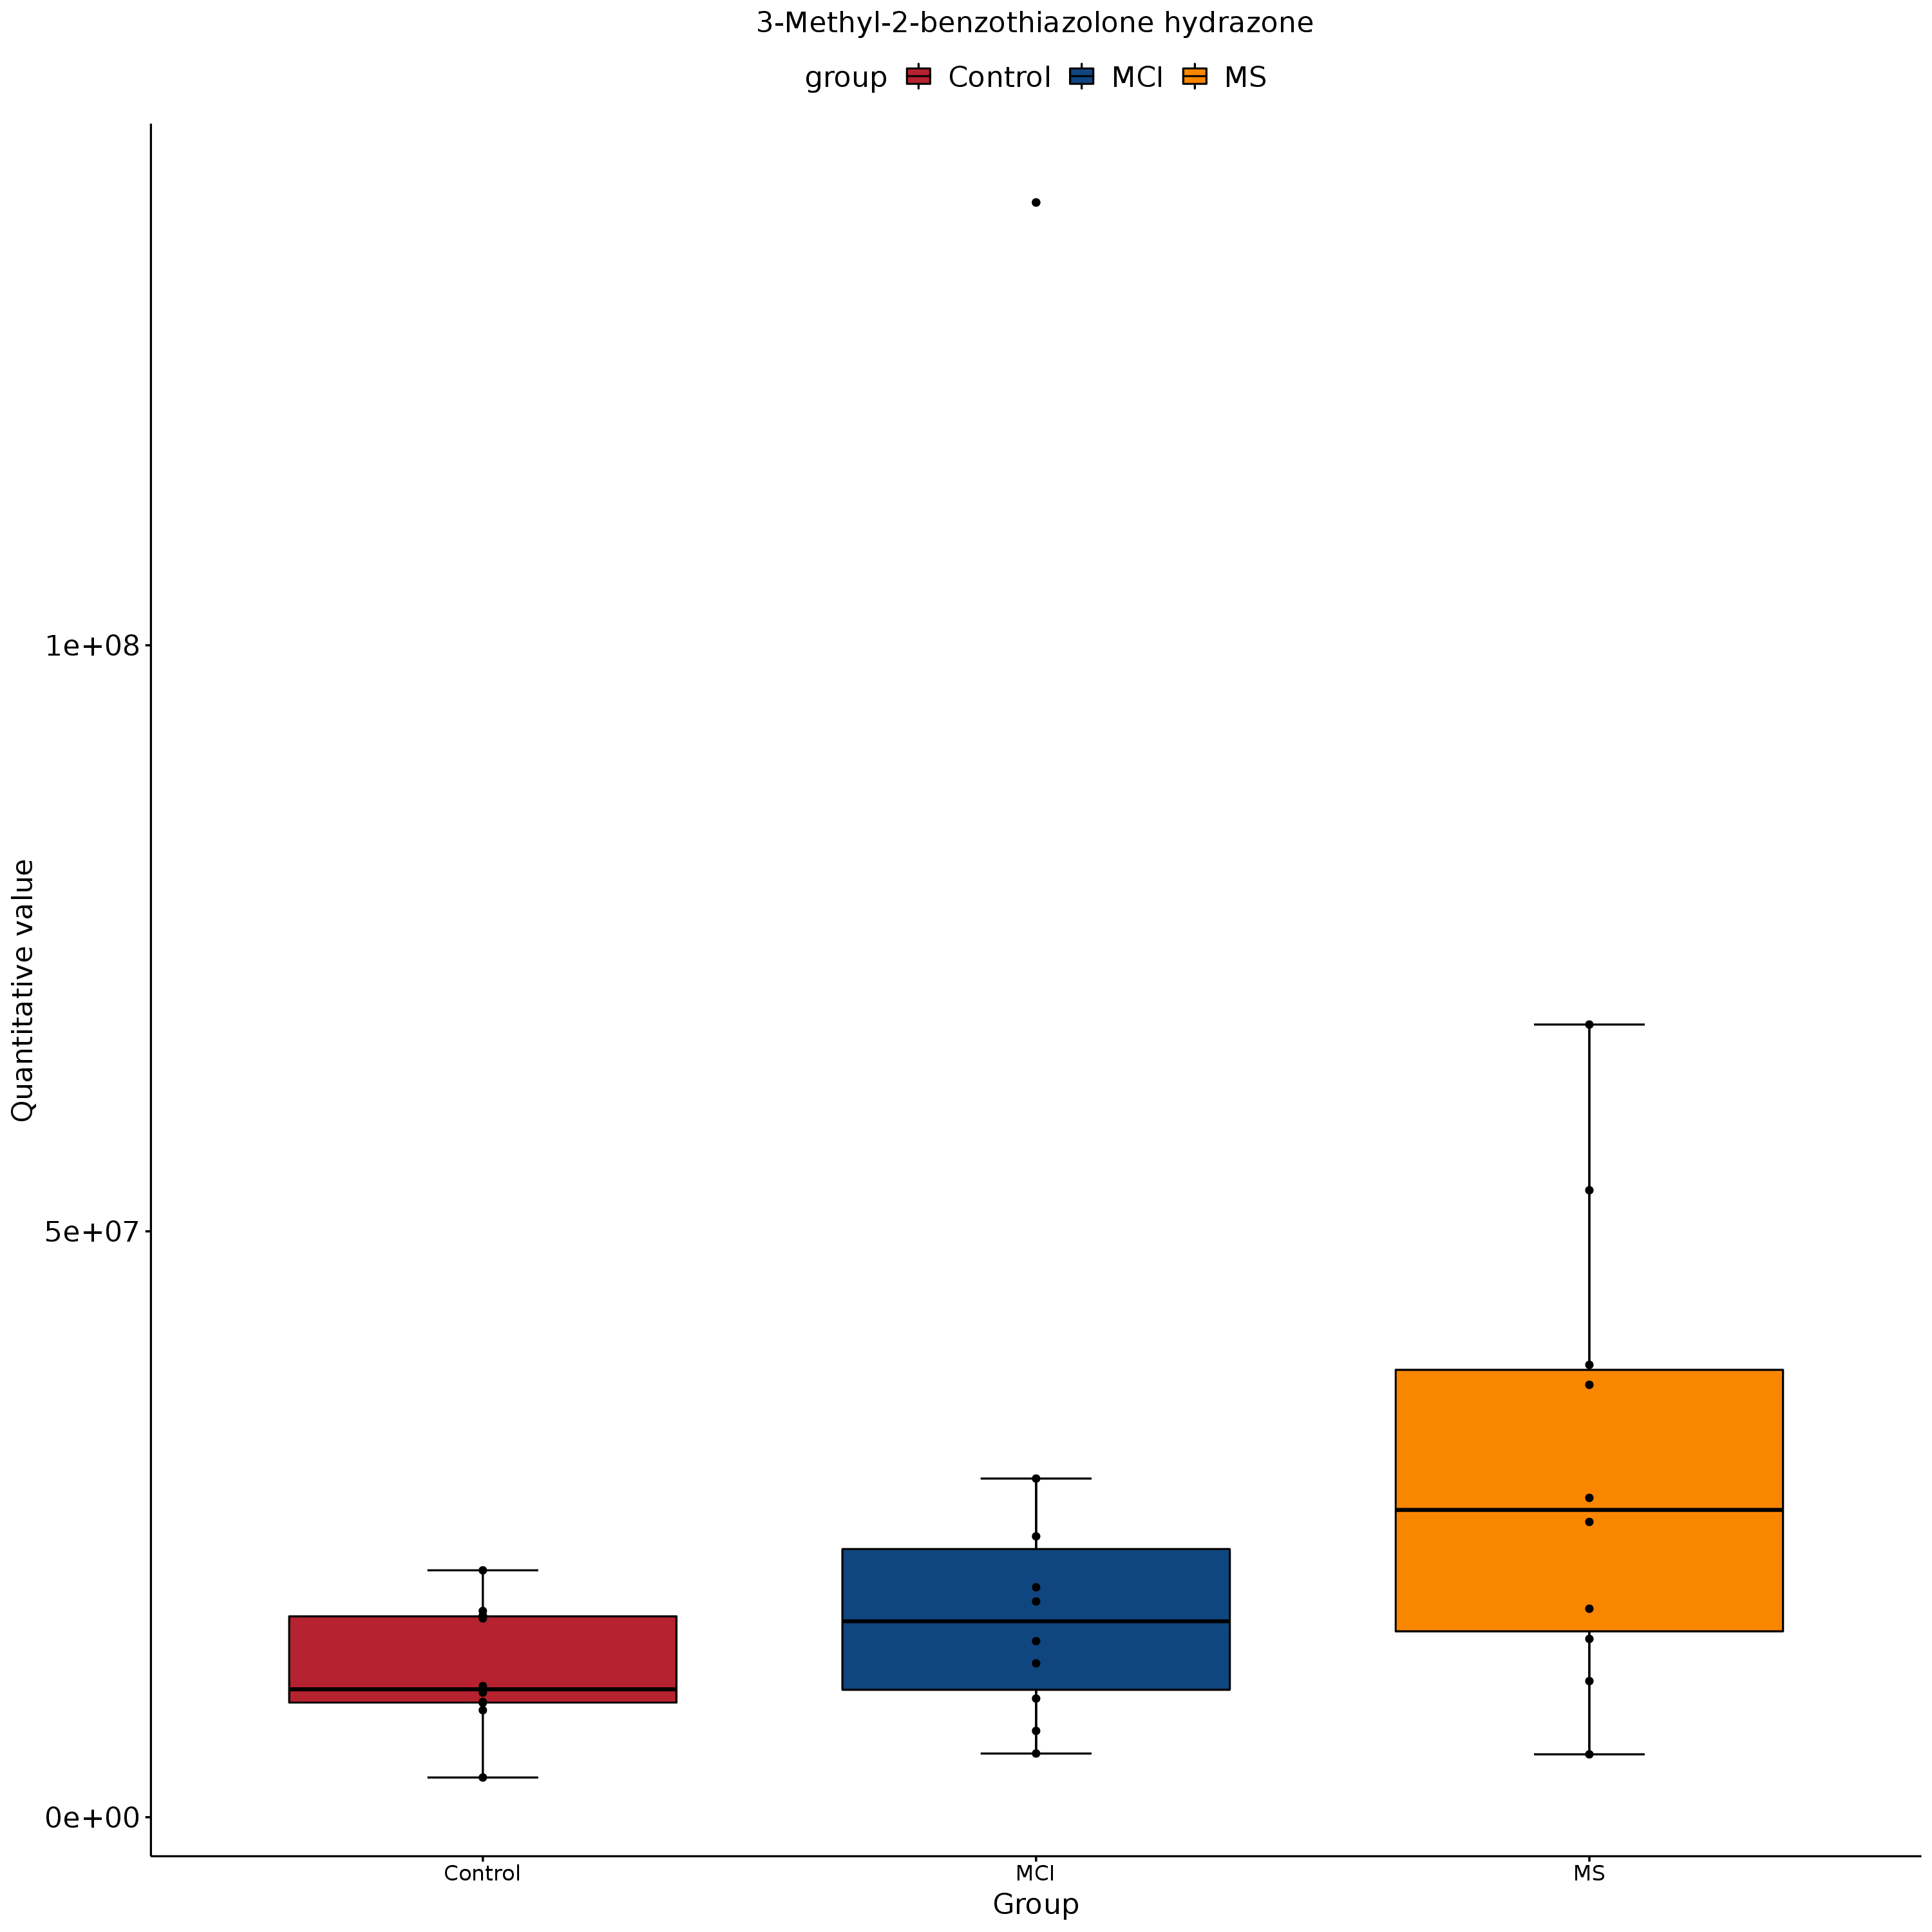 3-Methyl-2-benzothiazolone hydrazone
group Control MCI MS
Quantitative value
1e+08
5e+07
0e+00
Control MCI MS
Group